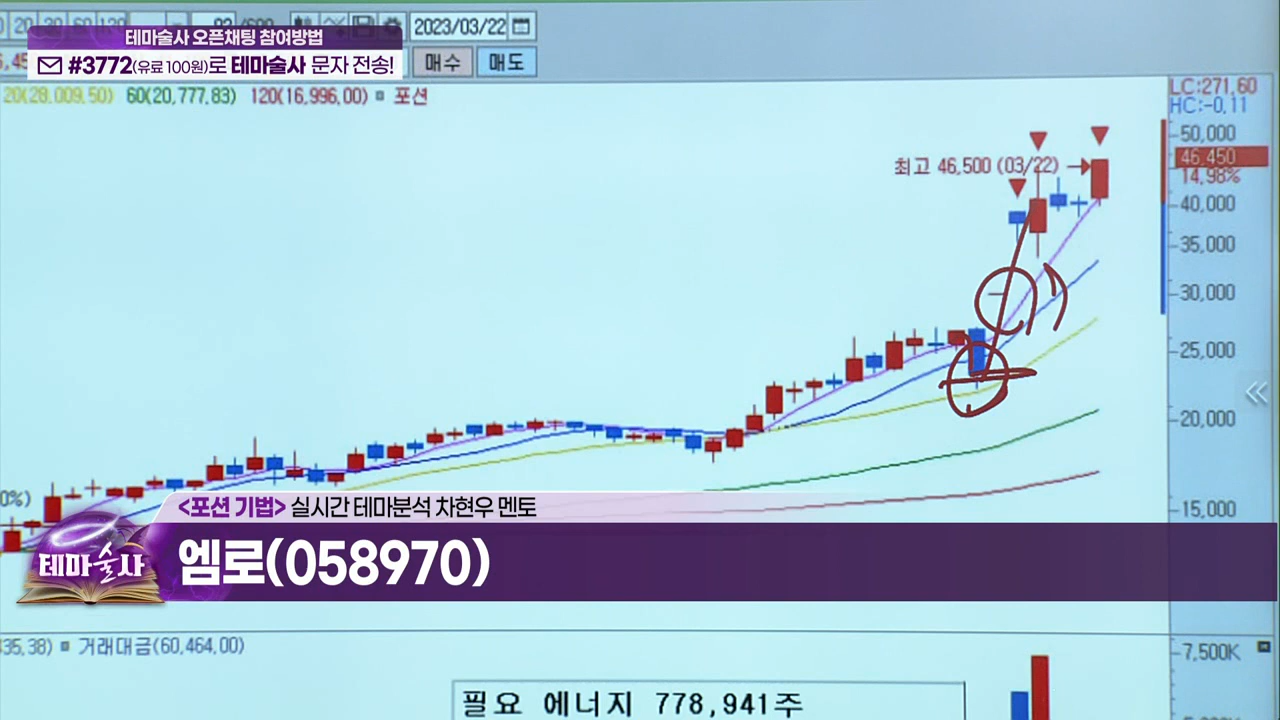 2023/03/22
테마술사 오픈채팅 참여방법
#3772(유료 100원)로 테마술사 문자 전송!
매수 매도
20(28,009.50) 60(20,777.83) 120(16,996.00) 포션
LC:271.60
HC:-0.11
50,000
최고 46,500 (03/22)
46,450
14.98%
40,000
35,000
30,000
25,000
20,000
15,000
0%)
<포션 기법> 실시간 테마분석 차현우 멘토
테마술사
엠로(058970)
435.38) 거래대금(60,464.00)
7,500K
필요 에너지 778,941주